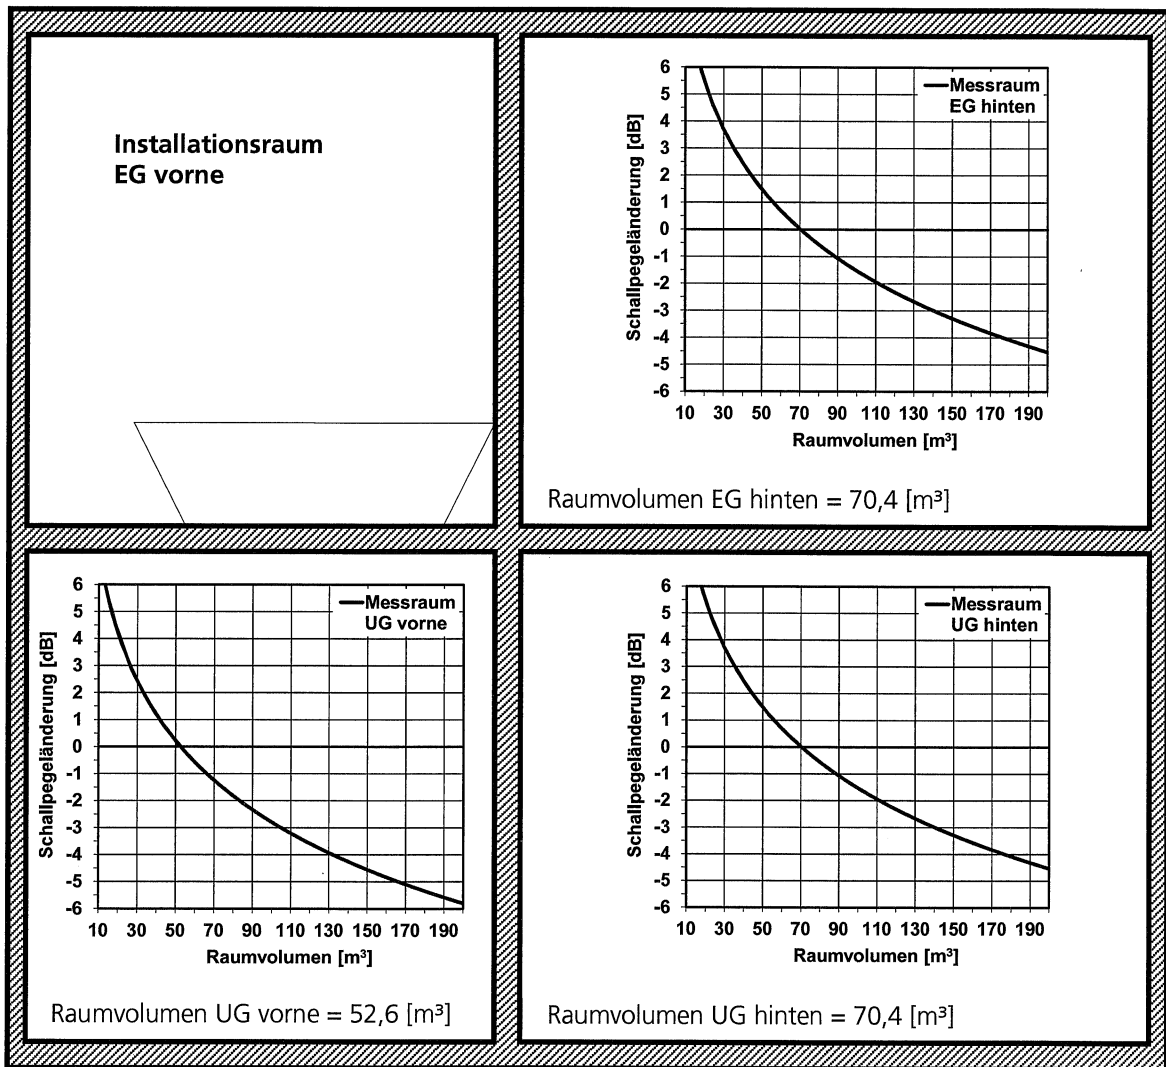 Installationsraum
EG vorne
6
5
4
3
2
1
0
-1
-2
-3
-4
-5
-6
Schallpegeländerung [dB]
Messraum
EG hinten
10 30 50 70 90 110 130 150 170 190
Raumvolumen [m³]
Raumvolumen EG hinten = 70,4 [m³]
6
5
4
3
2
1
0
-1
-2
-3
-4
-5
-6
Schallpegeländerung [dB]
Messraum
UG vorne
10 30 50 70 90 110 130 150 170 190
Raumvolumen [m³]
Raumvolumen UG vorne = 52,6 [m³]
6
5
4
3
2
1
0
-1
-2
-3
-4
-5
-6
Schallpegeländerung [dB]
Messraum
UG hinten
10 30 50 70 90 110 130 150 170 190
Raumvolumen [m³]
Raumvolumen UG hinten = 70,4 [m³]